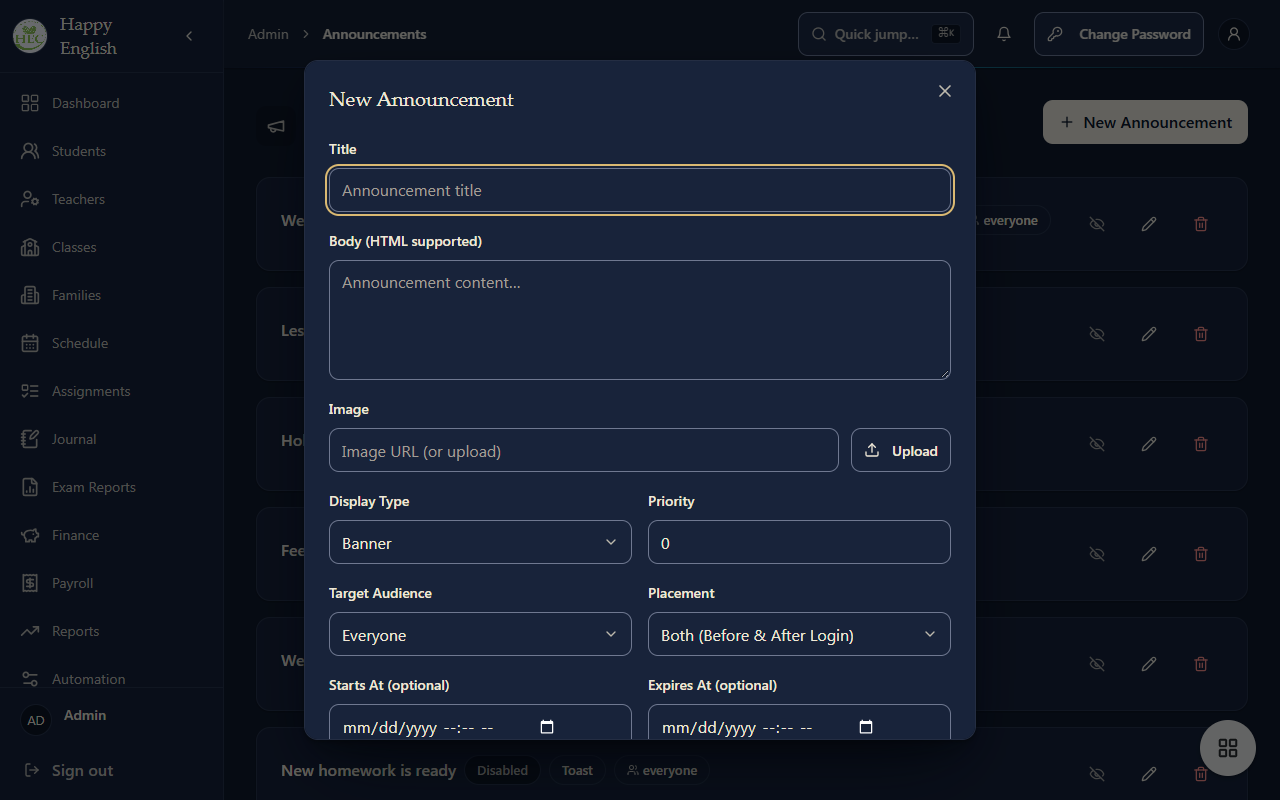 Happy
English
HEC
Admin
Announcements
Quick jump...
⌘K
Change Password
Dashboard
Students
Teachers
Classes
Families
Schedule
Assignments
Journal
Exam Reports
Finance
Payroll
Reports
Automation
AD
Admin
Sign out
New Announcement
everyone
New Announcement
Title
Announcement title
Body (HTML supported)
Announcement content...
Image
Image URL (or upload)
Upload
Display Type
Priority
Banner
0
Target Audience
Placement
Everyone
Both (Before & After Login)
Starts At (optional)
Expires At (optional)
mm/dd/yyyy --:-- --
mm/dd/yyyy --:-- --
New homework is ready
Disabled
Toast
everyone